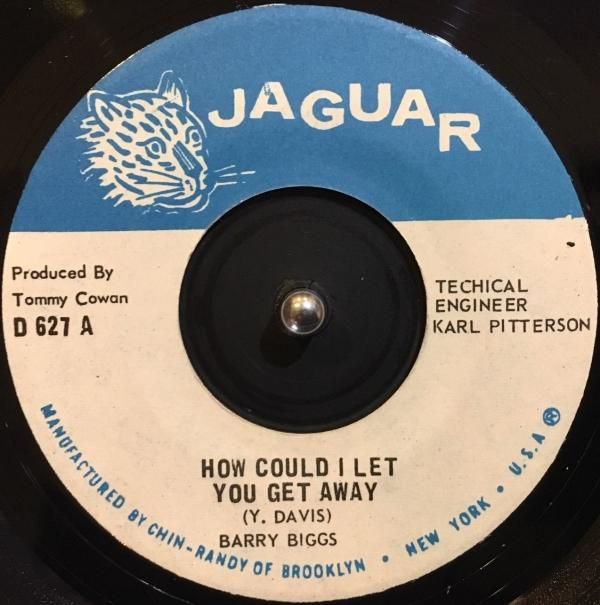 JAGUAR
Produced By
Tommy Cowan
D 627 A
TECHICAL
ENGINEER
KARL PITTERSON
HOW COULD I LET
YOU GET AWAY
(Y. DAVIS)
BARRY BIGGS
MANUFACTURED BY CHIN-RANDY OF BROOKLYN • NEW YORK • U.S.A ®